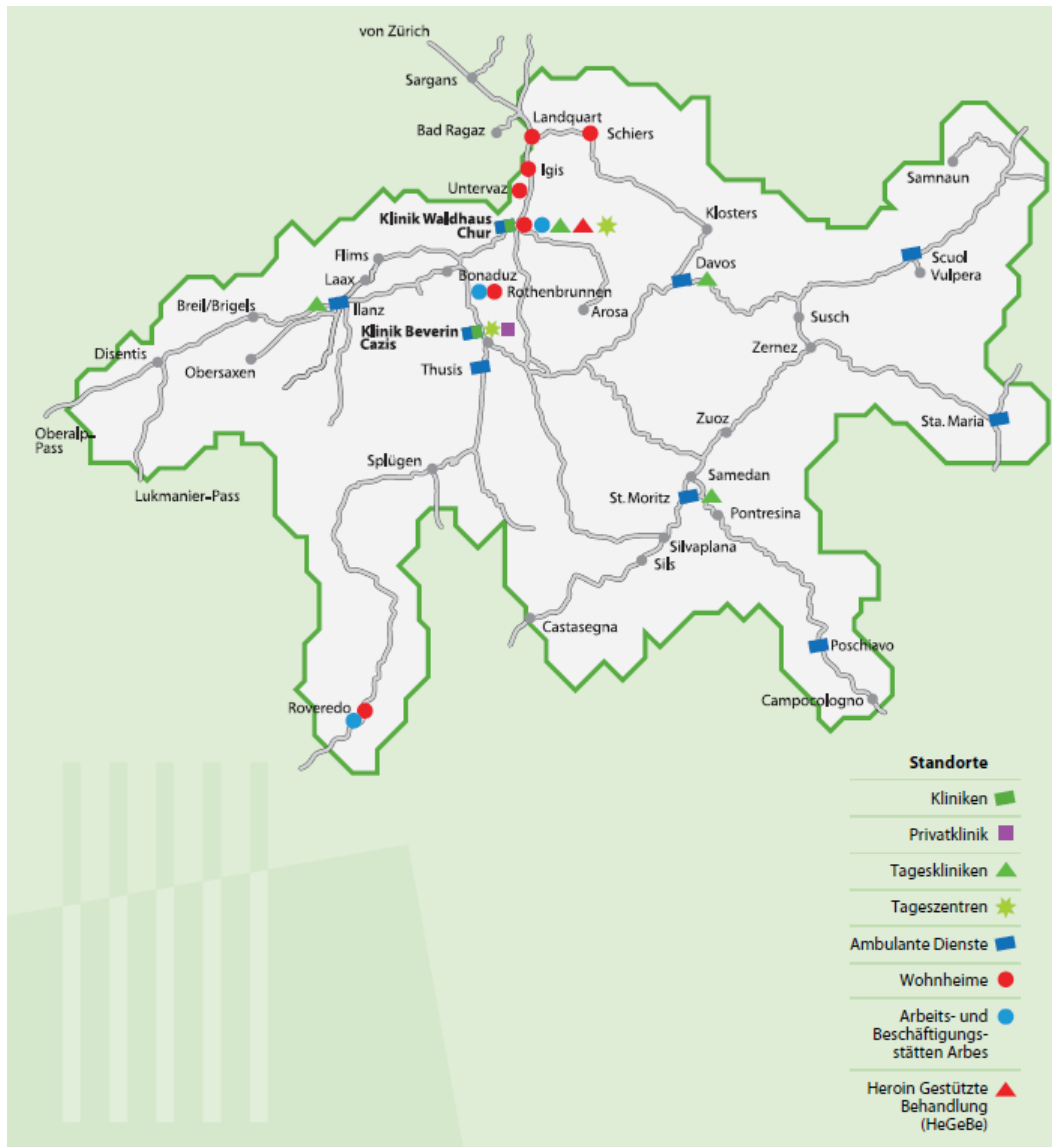 von Zürich
Sargans
Landquart
Bad Ragaz
Schiers
Igis
Samnaun
Untervaz
Klinik Waldhaus
Chur
Klosters
Flims
Davos
Scuol
Vulpera
Laax
Bonaduz
Rothenbrunnen
Breil/Brigels
Ilanz
Arosa
Susch
Klinik Beverin
Cazis
Zernez
Disentis
Obersaxen
Thusis
Zuoz
Sta. Maria
Oberalp-
Pass
Splügen
Samedan
Lukmanier-Pass
St. Moritz
Pontresina
Silvaplana
Sils
Castasegna
Poschiavo
Roveredo
Campocologno
Standorte
Kliniken
Privatklinik
Tageskliniken
Tageszentren
Ambulante Dienste
Wohnheime
Arbeits- und
Beschäftigungs-
stätten Arbes
Heroin Gestützte
Behandlung
(HeGeBe)